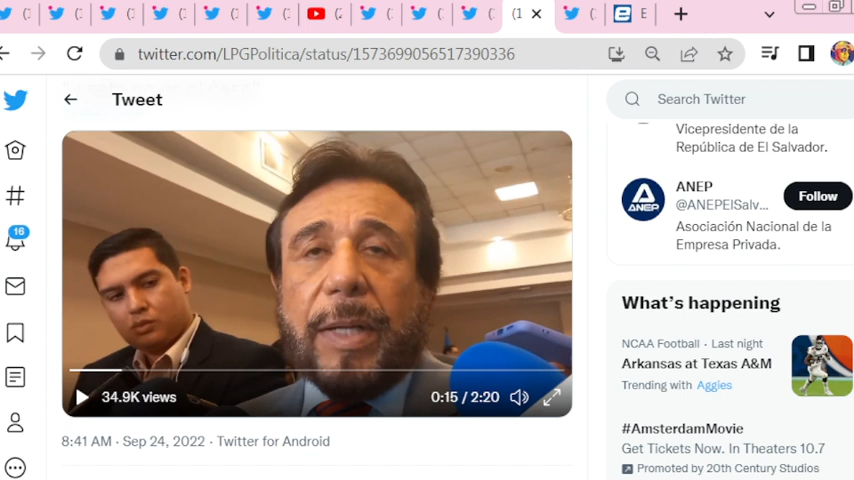 twitter.com/LPGPolitica/status/1573699056517390336
Tweet
Search Twitter
Vicepresidente de la
República de El Salvador.
ANEP
@ANEPElSalv...
Follow
ANEP
Asociación Nacional de la
Empresa Privada.
16
34.9K views
0:15 / 2:20
8:41 AM · Sep 24, 2022 · Twitter for Android
What's happening
NCAA Football · Last night
Arkansas at Texas A&M
Trending with Aggies
#AmsterdamMovie
Get Tickets Now. In Theaters 10.7
Promoted by 20th Century Studios